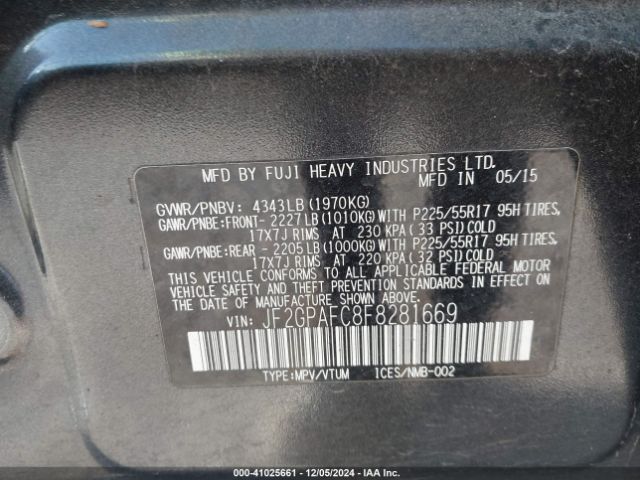 MFD BY FUJI HEAVY INDUSTRIES LTD.
MFD IN 05/15
GVWR/PNBV: 4343LB(1970KG)
GAWR/PNBE:FRONT- 2227LB(1010KG)WITH P225/55R17 95H TIRES,
17X7J RIMS AT 230 KPA( 33 PSI)COLD
GAWR/PNBE:REAR - 2205LB(1000KG)WITH P225/55R17 95H TIRES,
17X7J RIMS AT 220 KPA( 32 PSI)COLD
THIS VEHICLE CONFORMS TO ALL APPLICABLE FEDERAL MOTOR
VEHICLE SAFETY AND THEFT PREVENTION STANDARDS IN EFFECT
ON THE DATE OF MANUFACTURE SHOWN ABOVE.
VIN: JF2GPAFC8F8281669
TYPE:MPV/VTUM ICES/NMB-002
000-41025661 - 12/05/2024 - IAAI.COM